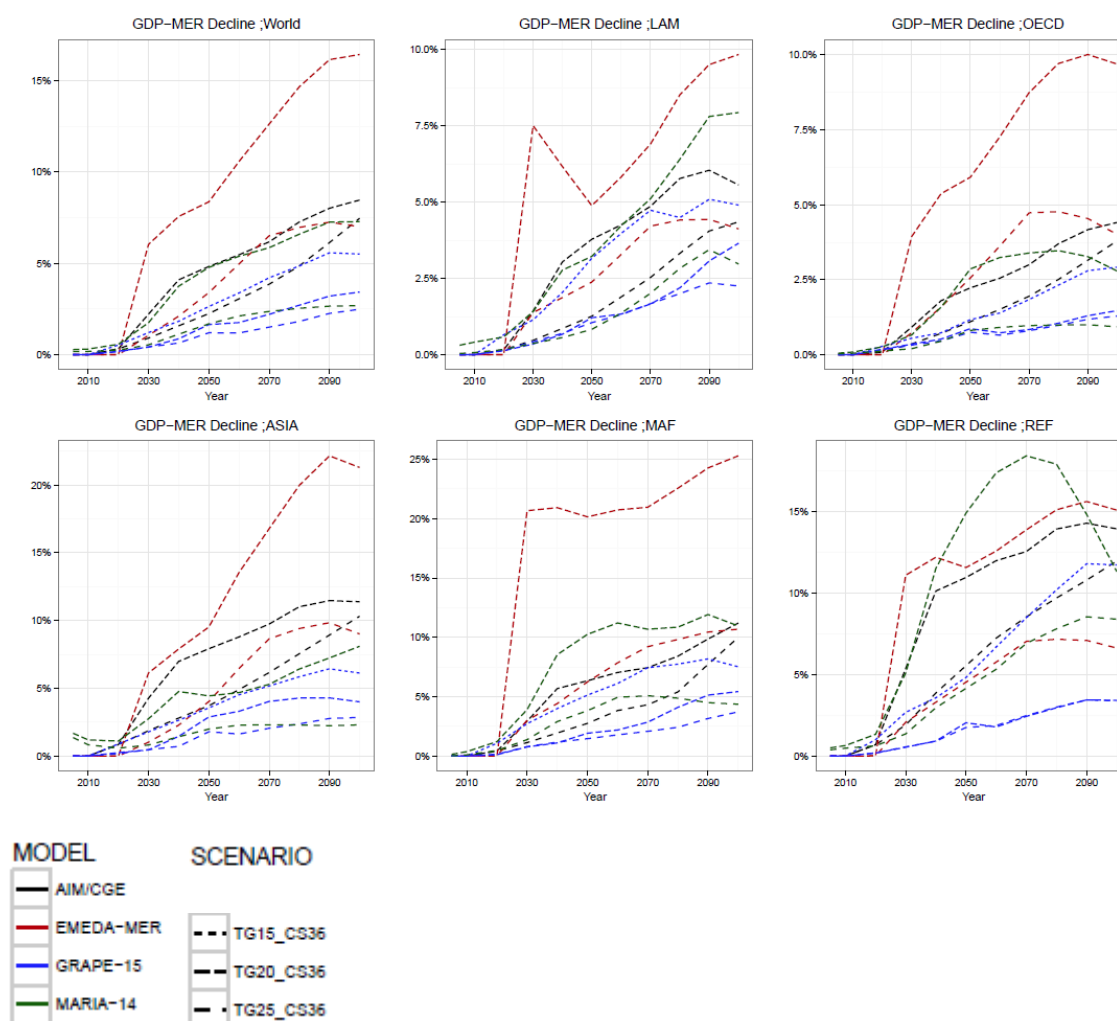 GDP−MER Decline ;World
15%
10%
5%
0%
2010 2030 2050 2070 2090
Year
GDP−MER Decline ;LAM
10.0%
7.5%
5.0%
2.5%
0.0%
2010 2030 2050 2070 2090
Year
GDP−MER Decline ;OECD
10.0%
7.5%
5.0%
2.5%
0.0%
2010 2030 2050 2070 2090
Year
GDP−MER Decline ;ASIA
20%
15%
10%
5%
0%
2010 2030 2050 2070 2090
Year
GDP−MER Decline ;MAF
25%
20%
15%
10%
5%
0%
2010 2030 2050 2070 2090
Year
GDP−MER Decline ;REF
15%
10%
5%
0%
2010 2030 2050 2070 2090
Year
MODEL
AIM/CGE
EMEDA−MER
GRAPE−15
MARIA−14
SCENARIO
TG15_CS36
TG20_CS36
TG25_CS36